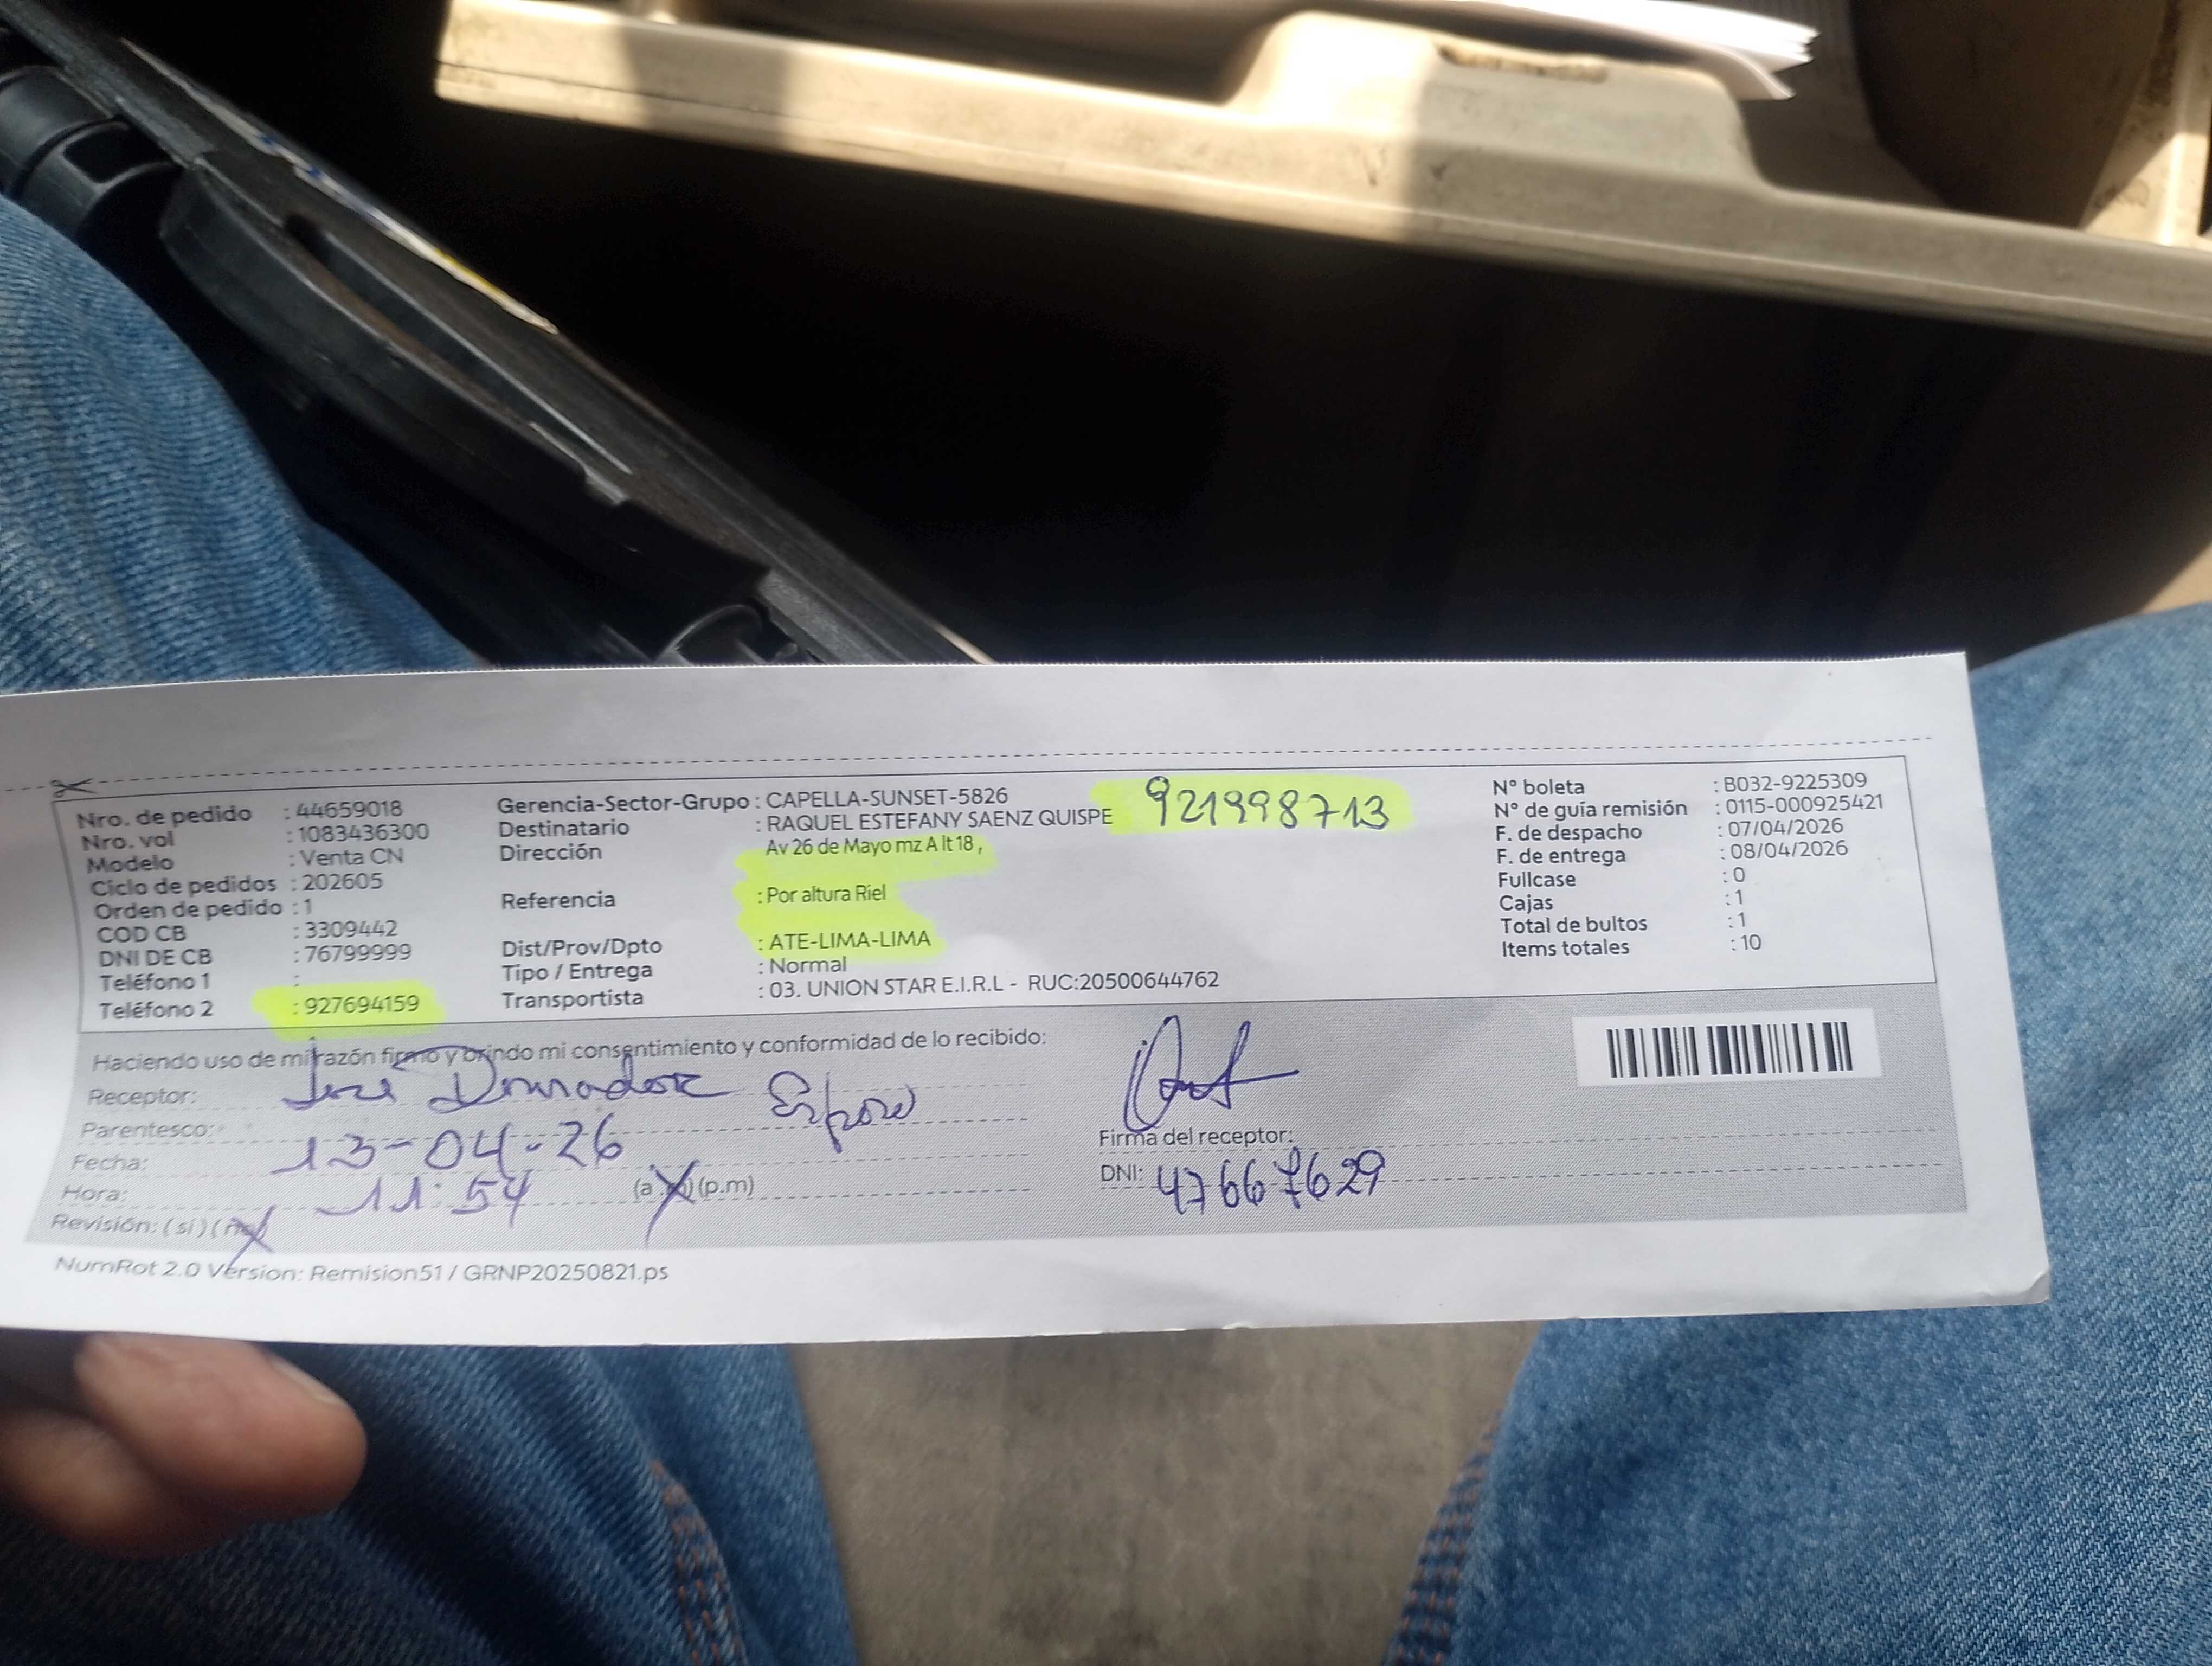 Nro. de pedido : 44659018
Nro. vol : 1083436300
Modelo : Venta CN
Ciclo de pedidos : 202605
Orden de pedido : 1
COD CB : 3309442
DNI DE CB : 76799999
Teléfono 1 :
Teléfono 2 : 927694159
Gerencia-Sector-Grupo : CAPELLA-SUNSET-5826
Destinatario : RAQUEL ESTEFANY SAENZ QUISPE
921998713
Dirección Av 26 de Mayo mz A lt 18 ,
Referencia : Por altura Riel
Dist/Prov/Dpto : ATE-LIMA-LIMA
Tipo / Entrega : Normal
Transportista : 03. UNION STAR E.I.R.L - RUC:20500644762
N° boleta : B032-9225309
N° de guía remisión : 0115-000925421
F. de despacho : 07/04/2026
F. de entrega : 08/04/2026
Fullcase : 0
Cajas : 1
Total de bultos : 1
Items totales : 10
Haciendo uso de mi razón firmo y brindo mi consentimiento y conformidad de lo recibido:
Receptor: José
Parentesco: Esposo
Fecha: 13-04-26
Hora: 11:54 (a (p.m)
Revisión: (si) (no)
Firma del receptor:
DNI: 47667629
NumRot 2.0 Version: Remision51 / GRNP20250821.ps